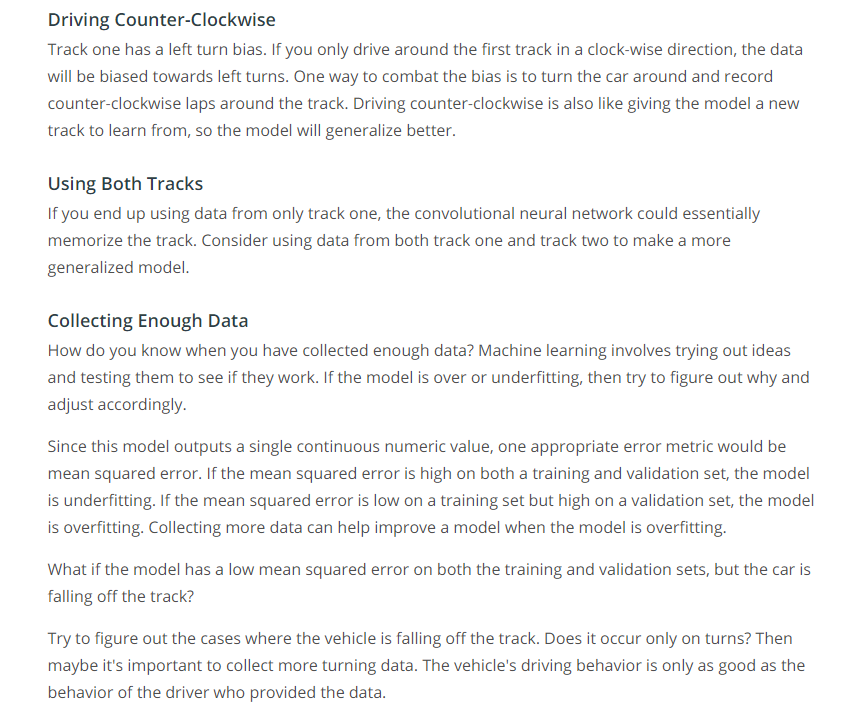 Driving Counter-Clockwise
Track one has a left turn bias. If you only drive around the first track in a clock-wise direction, the data
will be biased towards left turns. One way to combat the bias is to turn the car around and record
counter-clockwise laps around the track. Driving counter-clockwise is also like giving the model a new
track to learn from, so the model will generalize better.
Using Both Tracks
If you end up using data from only track one, the convolutional neural network could essentially
memorize the track. Consider using data from both track one and track two to make a more
generalized model.
Collecting Enough Data
How do you know when you have collected enough data? Machine learning involves trying out ideas
and testing them to see if they work. If the model is over or underfitting, then try to figure out why and
adjust accordingly.
Since this model outputs a single continuous numeric value, one appropriate error metric would be
mean squared error. If the mean squared error is high on both a training and validation set, the model
is underfitting. If the mean squared error is low on a training set but high on a validation set, the model
is overfitting. Collecting more data can help improve a model when the model is overfitting.
What if the model has a low mean squared error on both the training and validation sets, but the car is
falling off the track?
Try to figure out the cases where the vehicle is falling off the track. Does it occur only on turns? Then
maybe it's important to collect more turning data. The vehicle's driving behavior is only as good as the
behavior of the driver who provided the data.